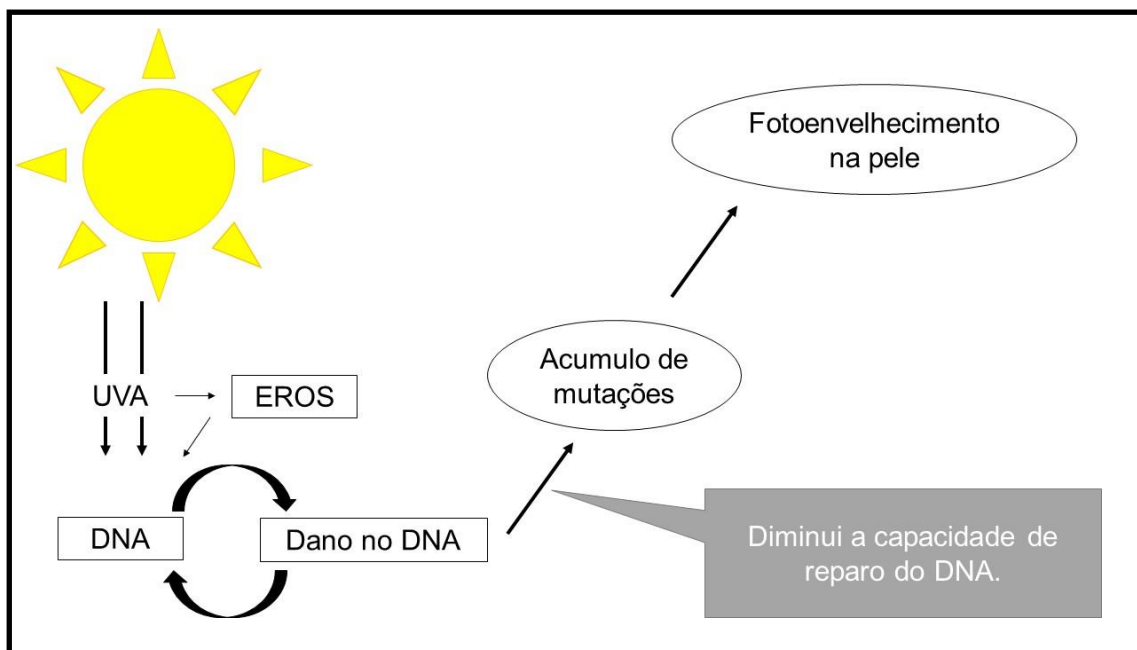 Fotoenvelhecimento
na pele
Acumulo de
mutações
UVA
EROS
DNA
Dano no DNA
Diminui a capacidade de
reparo do DNA.